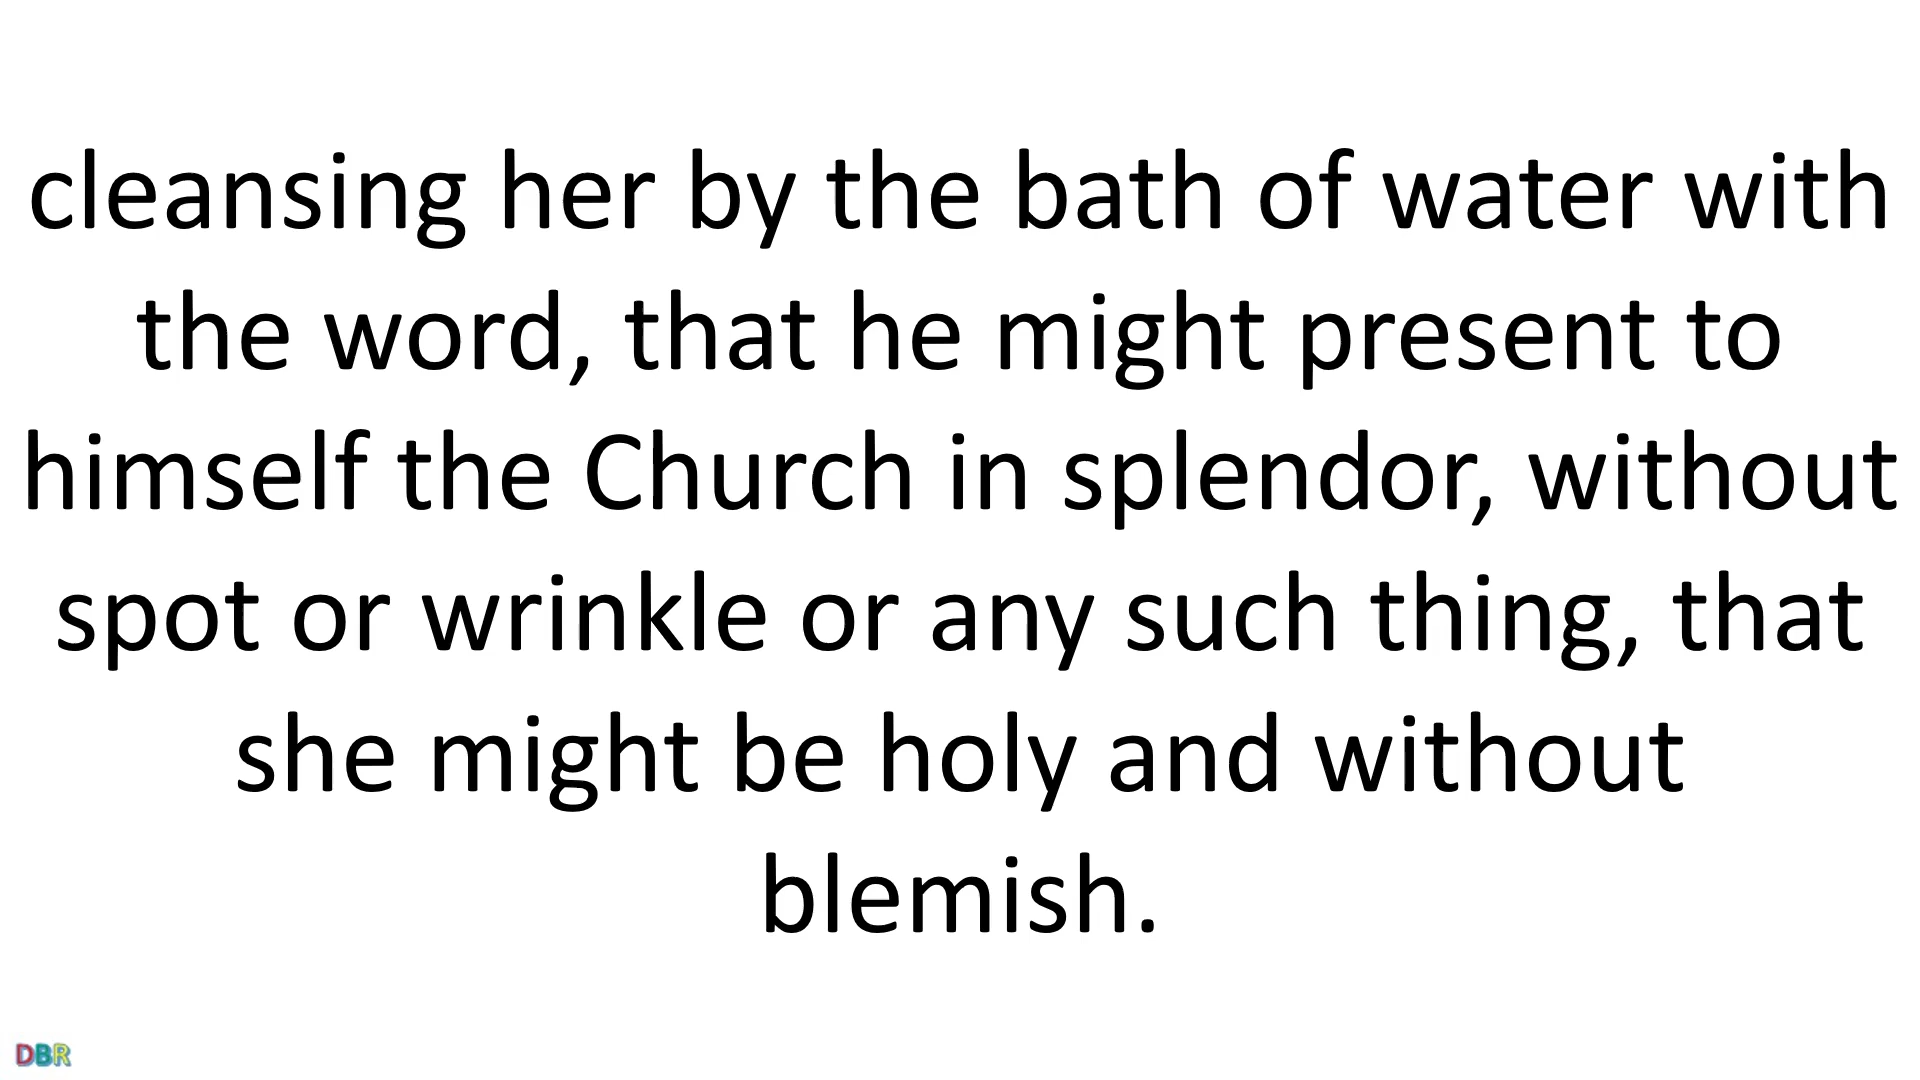 cleansing her by the bath of water with
the word, that he might present to
himself the Church in splendor, without
spot or wrinkle or any such thing, that
she might be holy and without
blemish.
DBR